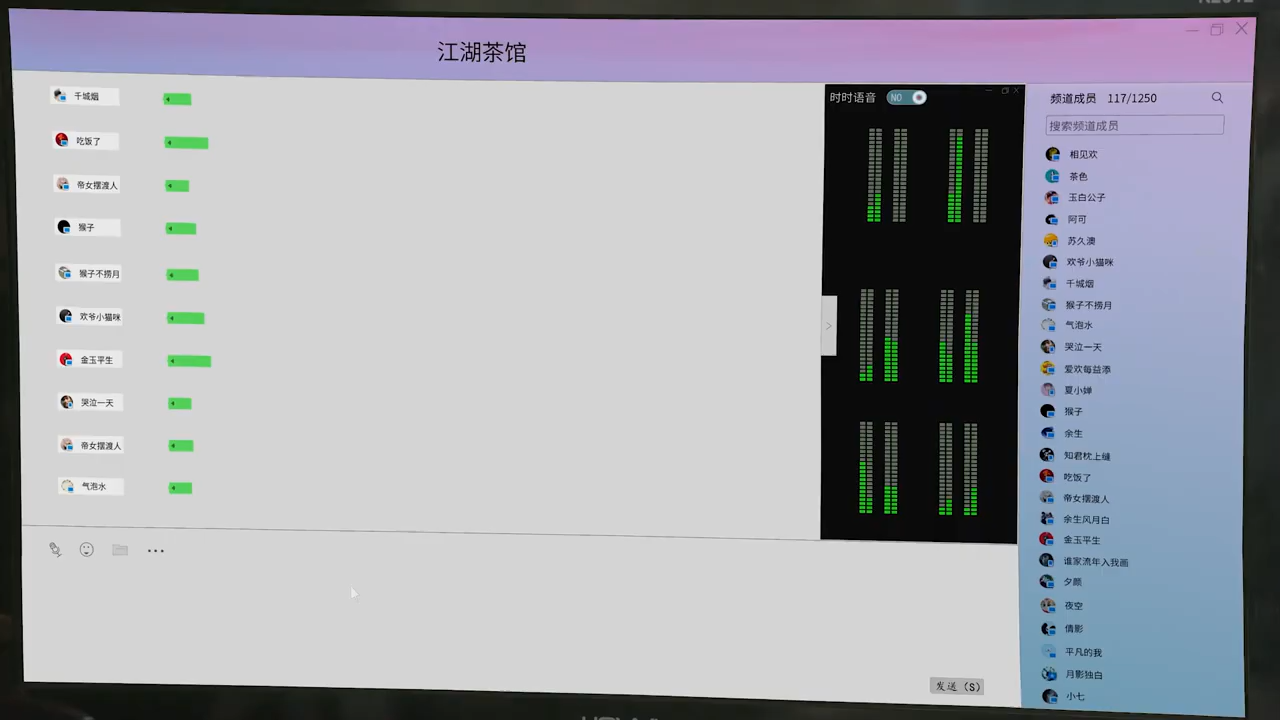 江湖茶馆
千城烟
吃饭了
帝女摆渡人
猴子
猴子不捞月
欢爷小猫咪
金玉平生
哭泣一天
帝女摆渡人
气泡水
发送（S）
时时语音 NO
频道成员 117/1250
搜索频道成员
相见欢
茶色
玉白公子
阿可
苏久澳
欢爷小猫咪
千城烟
猴子不捞月
气泡水
哭泣一天
爱欢每益添
夏小婵
猴子
余生
知君枕上缝
吃饭了
帝女摆渡人
余生风月白
金玉平生
谁家流年入我画
夕颜
夜空
倩影
平凡的我
月影独白
小七